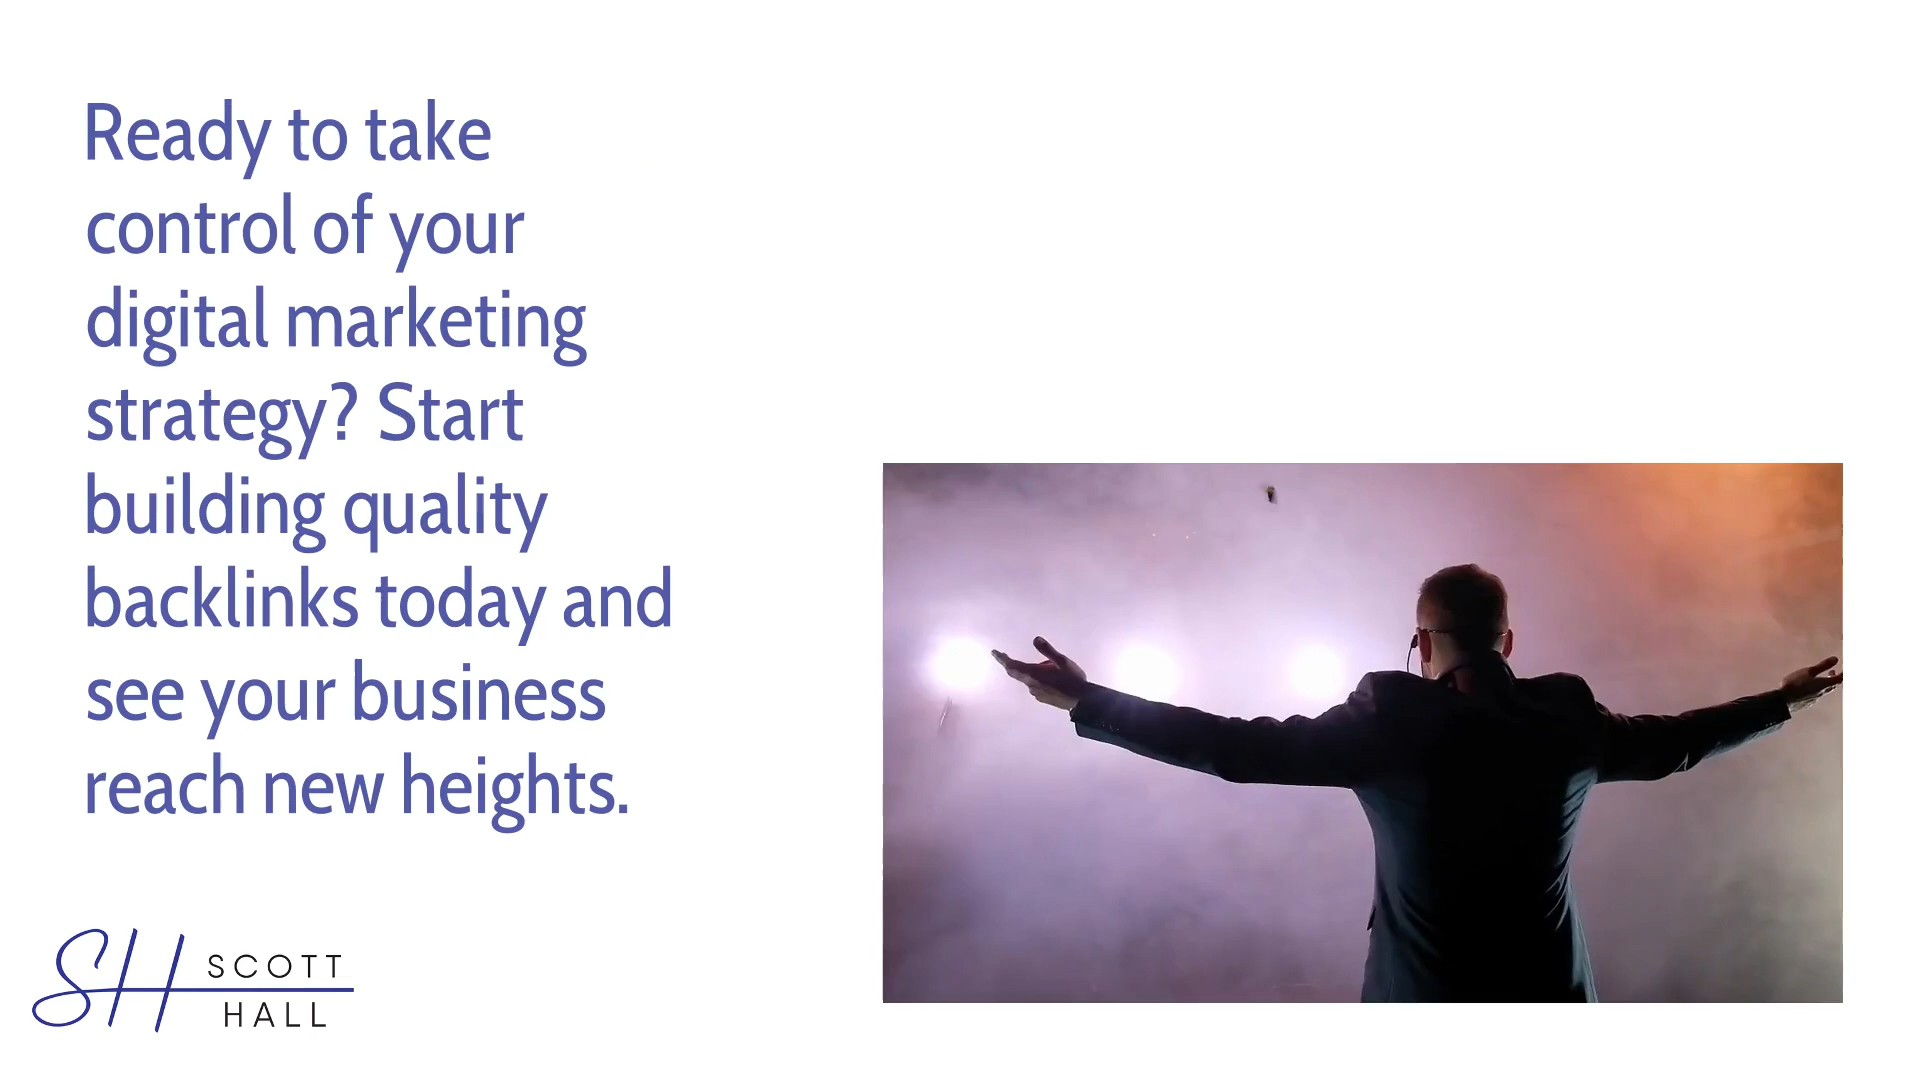 Ready to take
control of your
digital marketing
strategy? Start
building quality
backlinks today and
see your business
reach new heights.
SH SCOTT
HALL